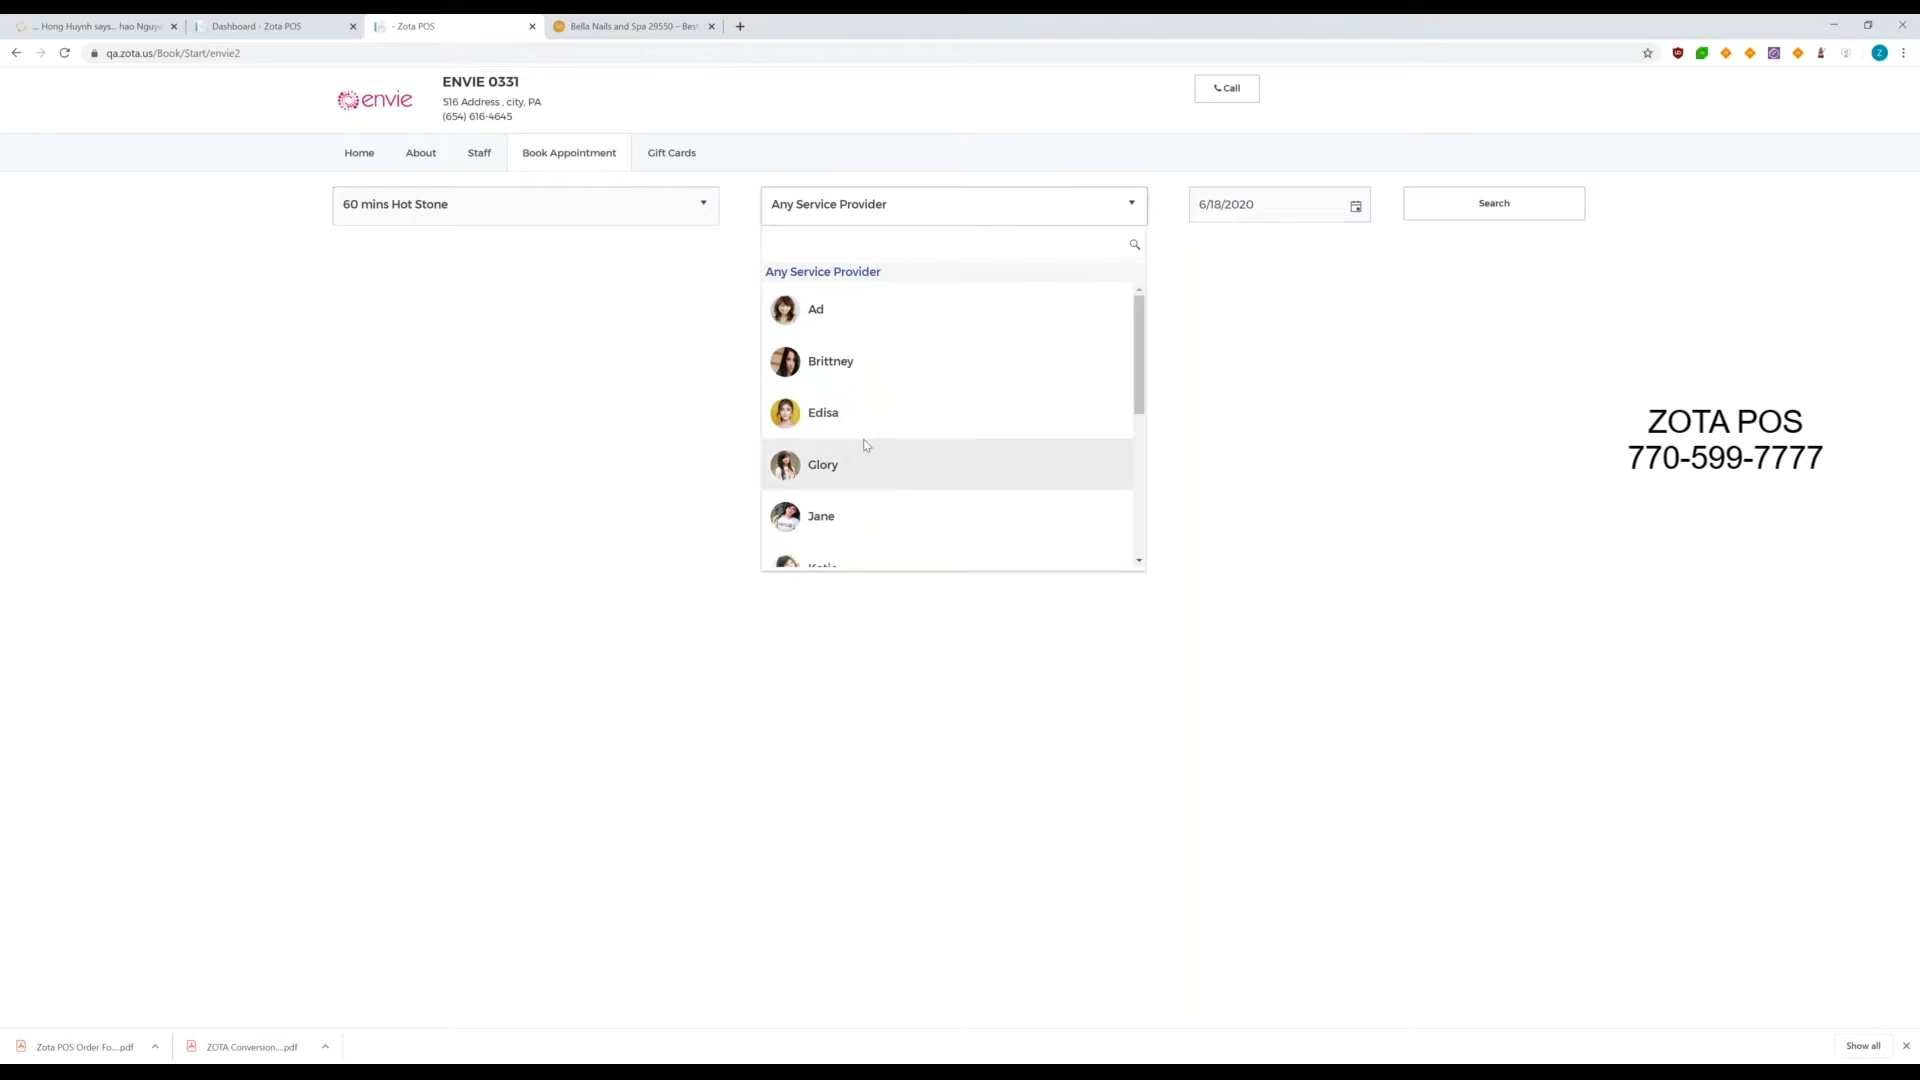 ... Hong Huynh says... hao Nguy
Dashboard - Zota POS
- Zota POS
Bella Nails and Spa 29550 – Best
qa.zota.us/Book/Start/envie2
Z
envie
ENVIE 0331
516 Address , city, PA
(654) 616-4645
Call
Home
About
Staff
Book Appointment
Gift Cards
60 mins Hot Stone
Any Service Provider
6/18/2020
Search
Any Service Provider
Ad
Brittney
Edisa
Glory
Jane
ZOTA POS
770-599-7777
Zota POS Order Fo....pdf
ZOTA Conversion....pdf
Show all